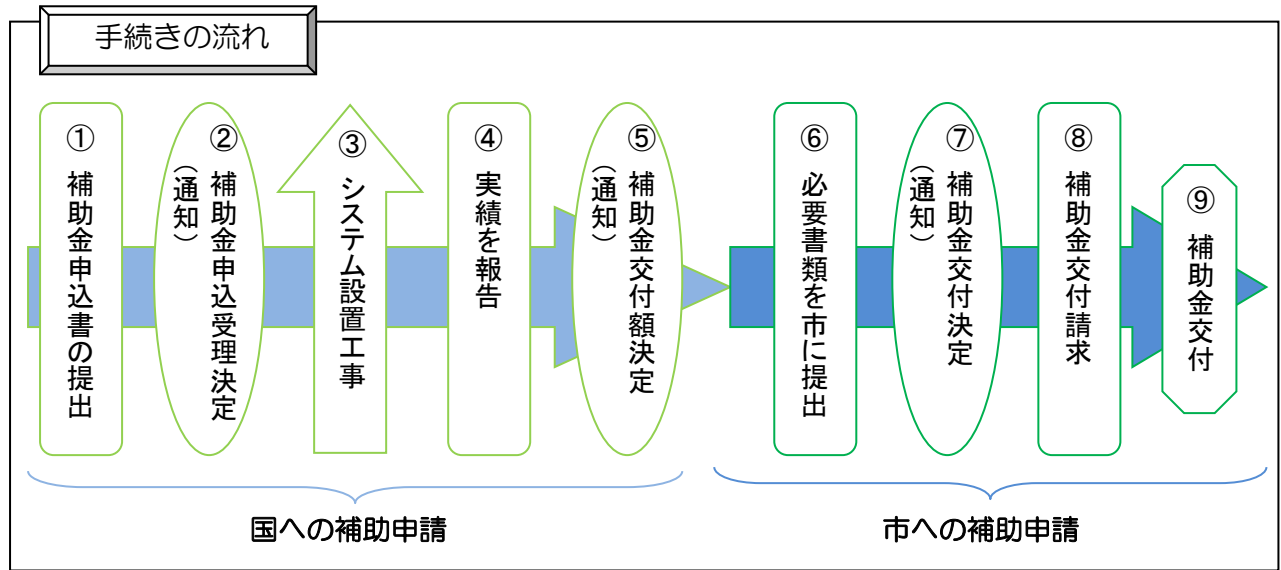 手続きの流れ
① 補助金申込書の提出
② 補助金申込受理決定
（通知）
③ システム設置工事
④ 実績を報告
⑤ 補助金交付額決定
（通知）
⑥ 必要書類を市に提出
⑦ 補助金交付決定
（通知）
⑧ 補助金交付請求
⑨ 補助金交付
国への補助申請
市への補助申請